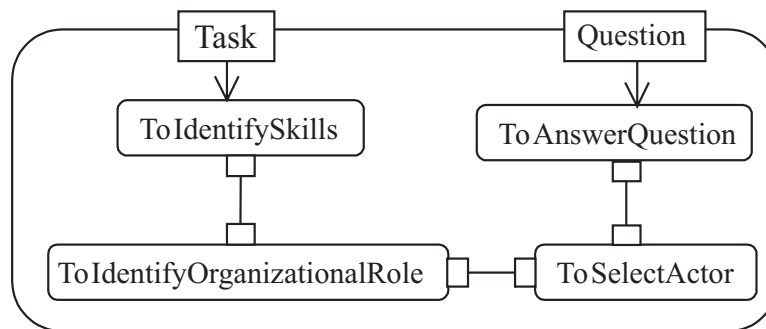 Task
Question
ToIdentifySkills
ToAnswerQuestion
ToIdentifyOrganizationalRole
ToSelectActor